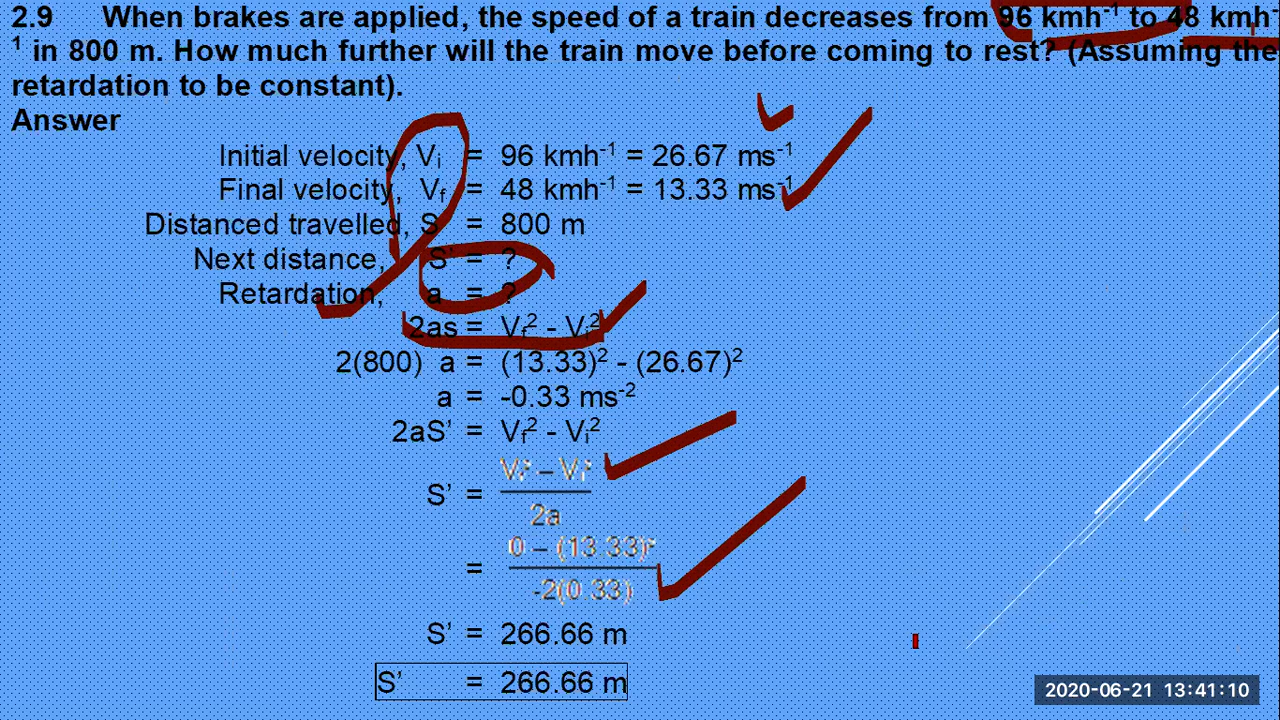 2.9 When brakes are applied, the speed of a train decreases from 96 kmh⁻¹ to 48 kmh⁻
¹ in 800 m. How much further will the train move before coming to rest? (Assuming the
retardation to be constant).
Answer
Initial velocity, Vᵢ = 96 kmh⁻¹ = 26.67 ms⁻¹
Final velocity, V_f = 48 kmh⁻¹ = 13.33 ms⁻¹
Distanced travelled, S = 800 m
Next distance, S' = ?
Retardation, a = ?
2as = V_f² - Vᵢ²
2(800) a = (13.33)² - (26.67)²
a = -0.33 ms⁻²
2aS' = V_f² - Vᵢ²
V_f² – Vᵢ²
S' =
2a
0 – (13.33)²
=
-2(0.33)
S' = 266.66 m
S' = 266.66 m
2020-06-21 13:41:10